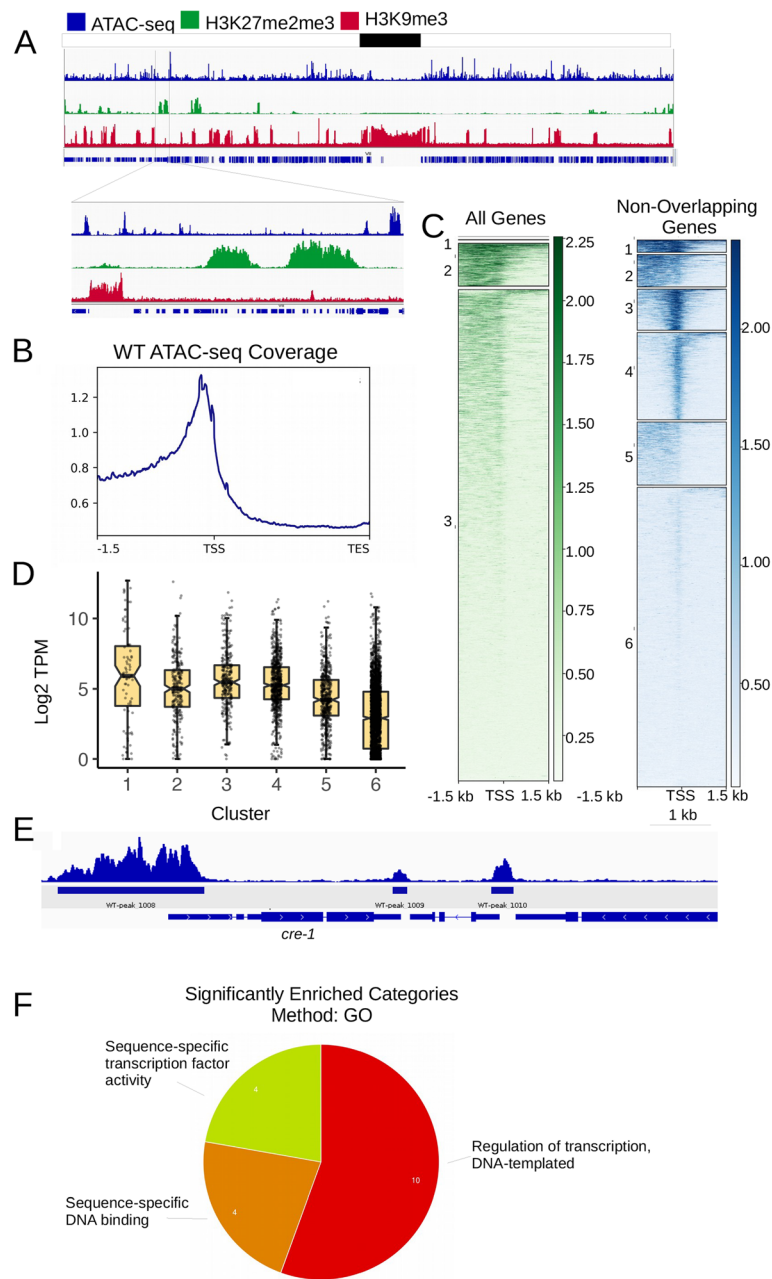 A
ATAC-seq
H3K27me2me3
H3K9me3
B
WT ATAC-seq Coverage
1.2
1.0
0.8
0.6
-1.5
TSS
TES
C
All Genes
1
2
3
2.25
2.00
1.75
1.50
1.25
1.00
0.75
0.50
0.25
-1.5 kb
TSS
1.5 kb
Non-Overlapping
Genes
1
2
3
4
5
6
2.00
1.50
1.00
0.50
-1.5 kb
TSS
1.5 kb
1 kb
D
Log2 TPM
10
5
0
1
2
3
4
5
6
Cluster
E
WT-peak_1008
WT-peak_1009
WT-peak_1010
cre-1
F
Significantly Enriched Categories
Method: GO
Sequence-specific
transcription factor
activity
4
Regulation of transcription,
DNA-templated
10
Sequence-specific
DNA binding
4